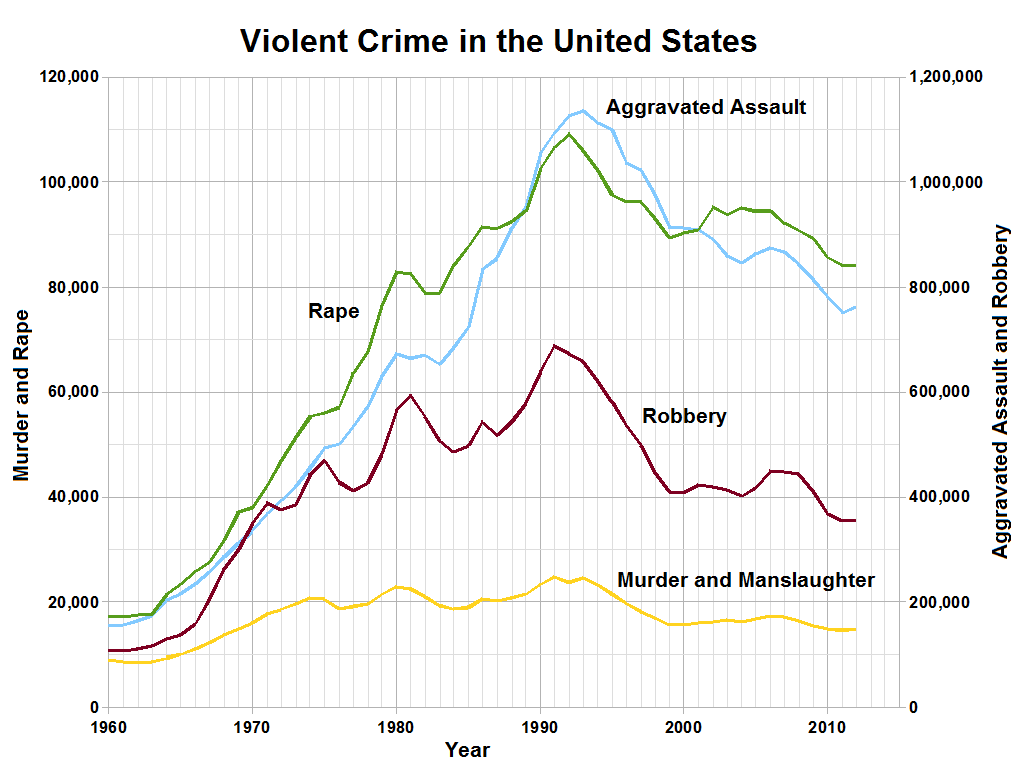 Violent Crime in the United States
120,000
1,200,000
Aggravated Assault
100,000
1,000,000
80,000
800,000
Rape
60,000
600,000
Robbery
40,000
400,000
Murder and Manslaughter
20,000
200,000
0
0
1960
1970
1980
1990
2000
2010
Year
Murder and Rape
Aggravated Assault and Robbery